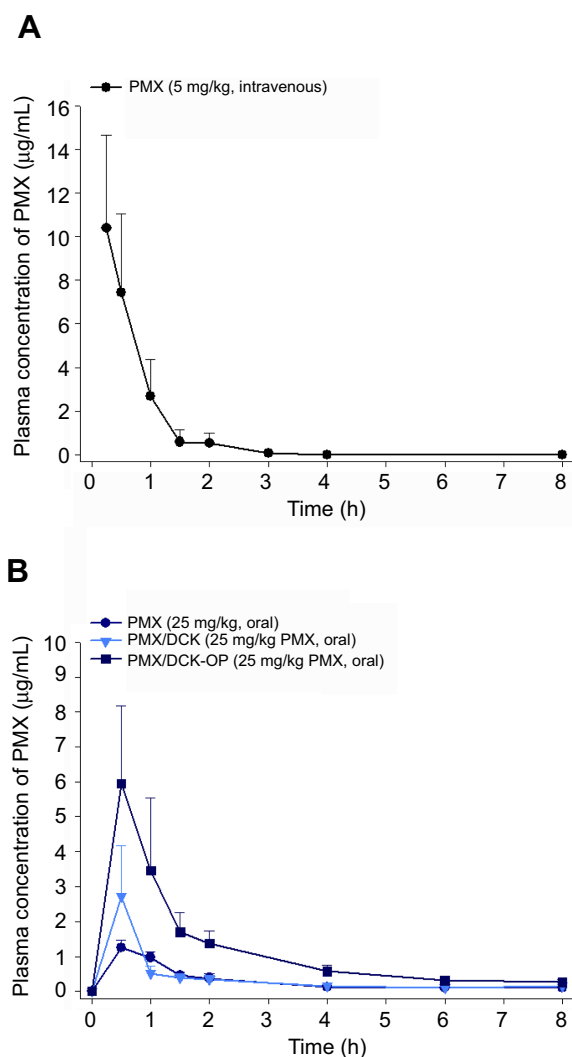 A
PMX (5 mg/kg, intravenous)
Plasma concentration of PMX (μg/mL)
16
14
12
10
8
6
4
2
0
0 1 2 3 4 5 6 7 8
Time (h)
B
PMX (25 mg/kg, oral)
PMX/DCK (25 mg/kg PMX, oral)
PMX/DCK-OP (25 mg/kg PMX, oral)
Plasma concentration of PMX (μg/mL)
10
9
8
7
6
5
4
3
2
1
0
0 1 2 3 4 5 6 7 8
Time (h)